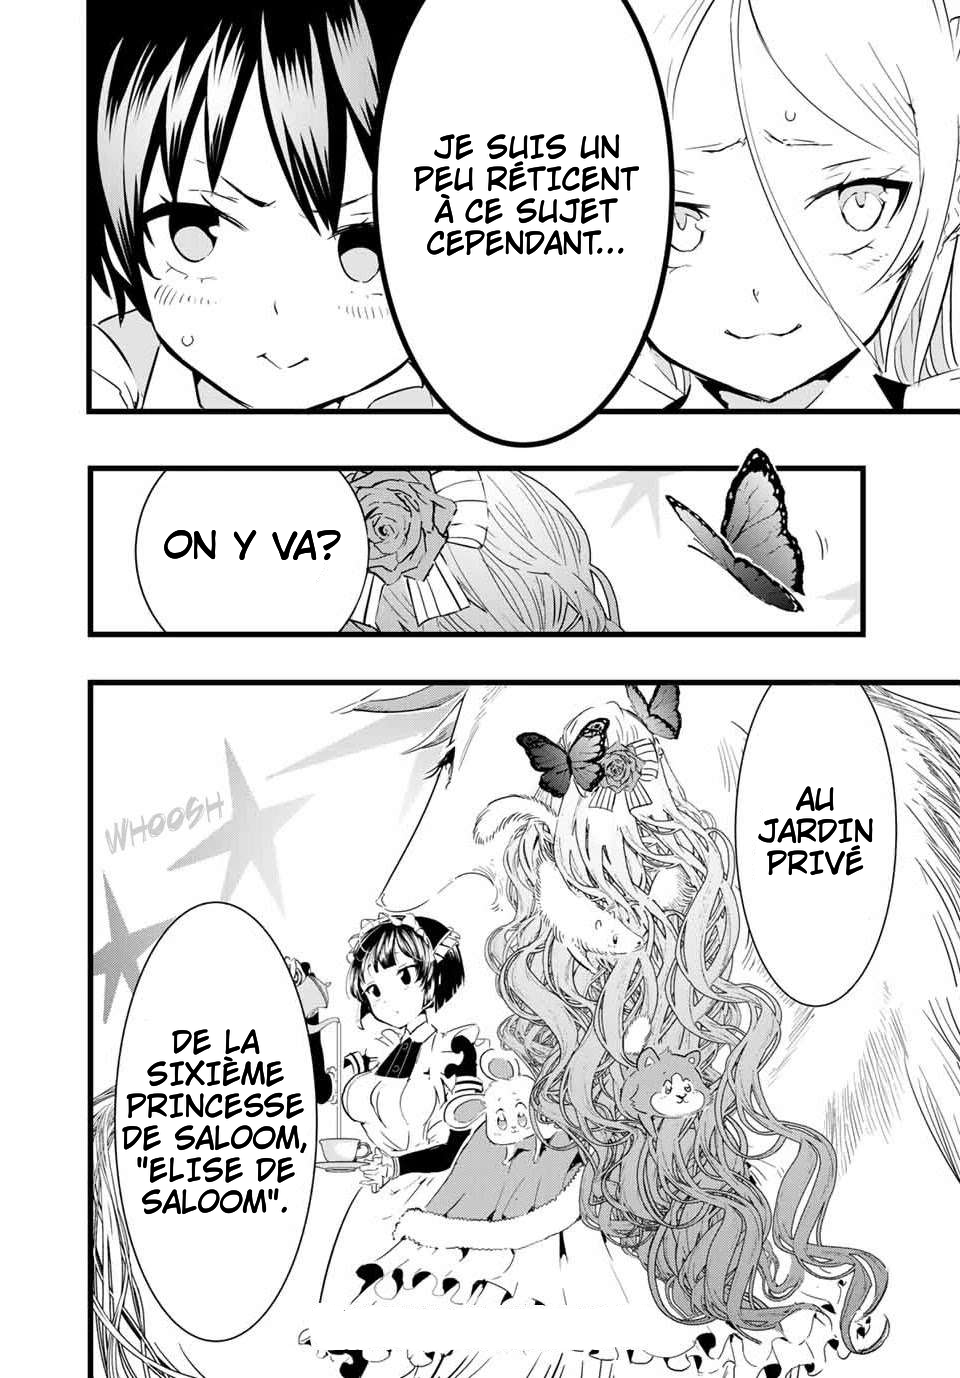 JE SUIS UN
PEU RÉTICENT
À CE SUJET
CEPENDANT...
ON Y VA?
AU
JARDIN
PRIVÉ
WHOOSH
DE LA
SIXIÈME
PRINCESSE
DE SALOOM,
"ELISE DE
SALOOM".